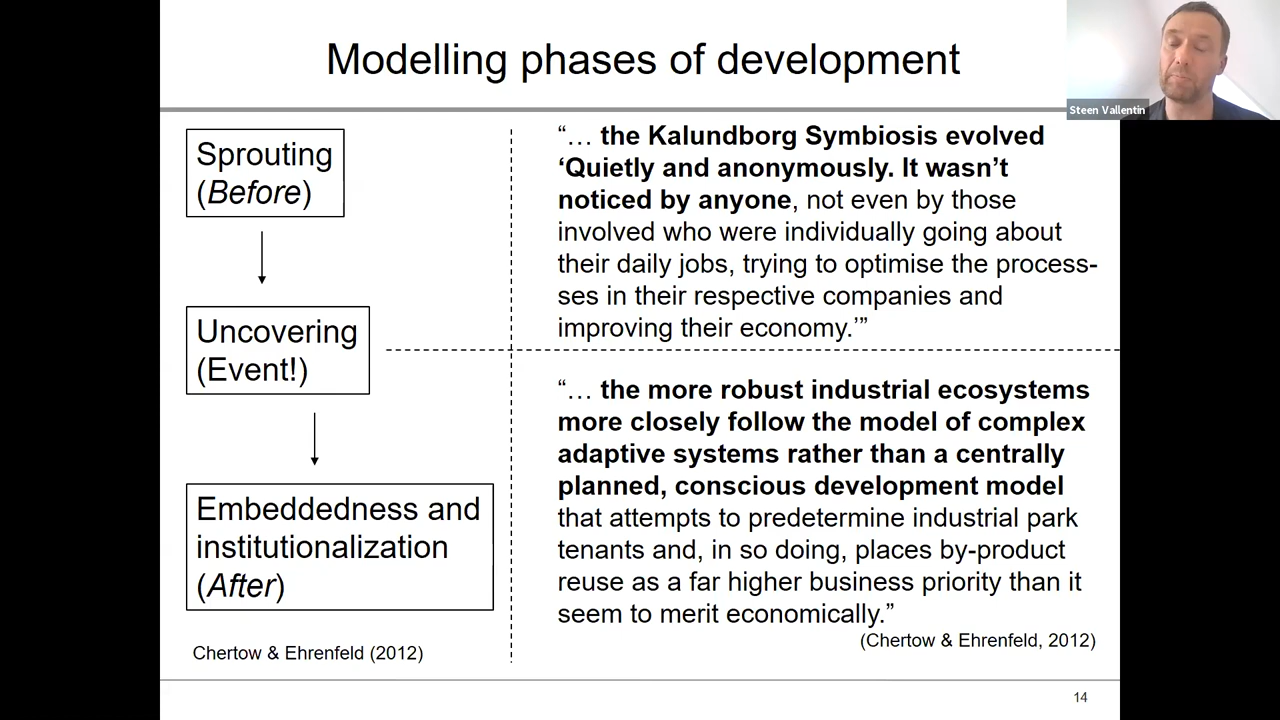 Modelling phases of development
Steen Vallentin
Sprouting
(Before)
Uncovering
(Event!)
Embeddedness and
institutionalization
(After)
Chertow & Ehrenfeld (2012)
“… the Kalundborg Symbiosis evolved
‘Quietly and anonymously. It wasn’t
noticed by anyone, not even by those
involved who were individually going about
their daily jobs, trying to optimise the process-
ses in their respective companies and
improving their economy.’”
“… the more robust industrial ecosystems
more closely follow the model of complex
adaptive systems rather than a centrally
planned, conscious development model
that attempts to predetermine industrial park
tenants and, in so doing, places by-product
reuse as a far higher business priority than it
seem to merit economically.”
(Chertow & Ehrenfeld, 2012)
14